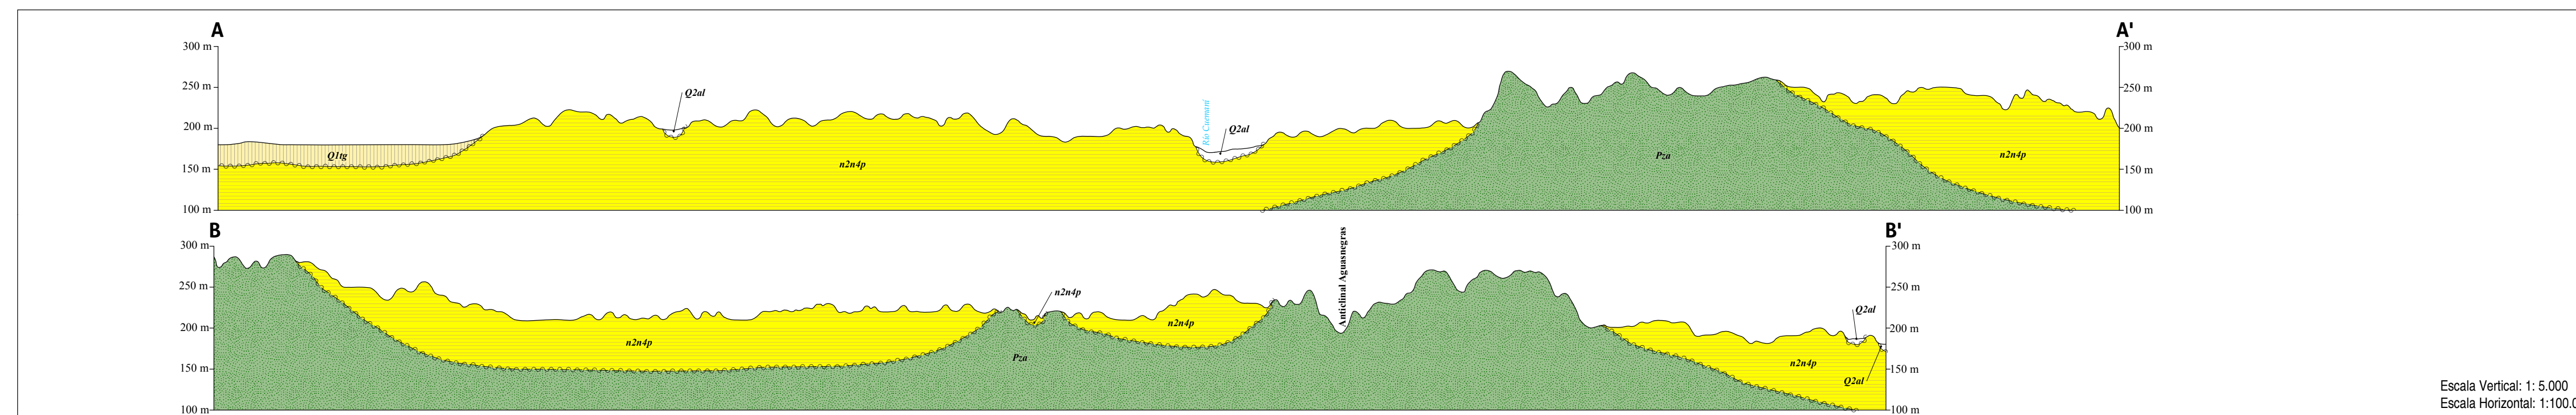 A
A'
300 m
300 m
Q2al
250 m
250 m
Río Cuemaní
Q2al
200 m
200 m
Q1tg
n2n4p
Pza
n2n4p
150 m
150 m
100 m
100 m
B
B'
300 m
300 m
Anticlinal Aguasnegras
n2n4p
250 m
250 m
Q2al
n2n4p
200 m
200 m
n2n4p
Pza
n2n4p
150 m
150 m
Q2al
Escala Vertical: 1: 5.000
100 m
100 m
Escala Horizontal: 1:100.0